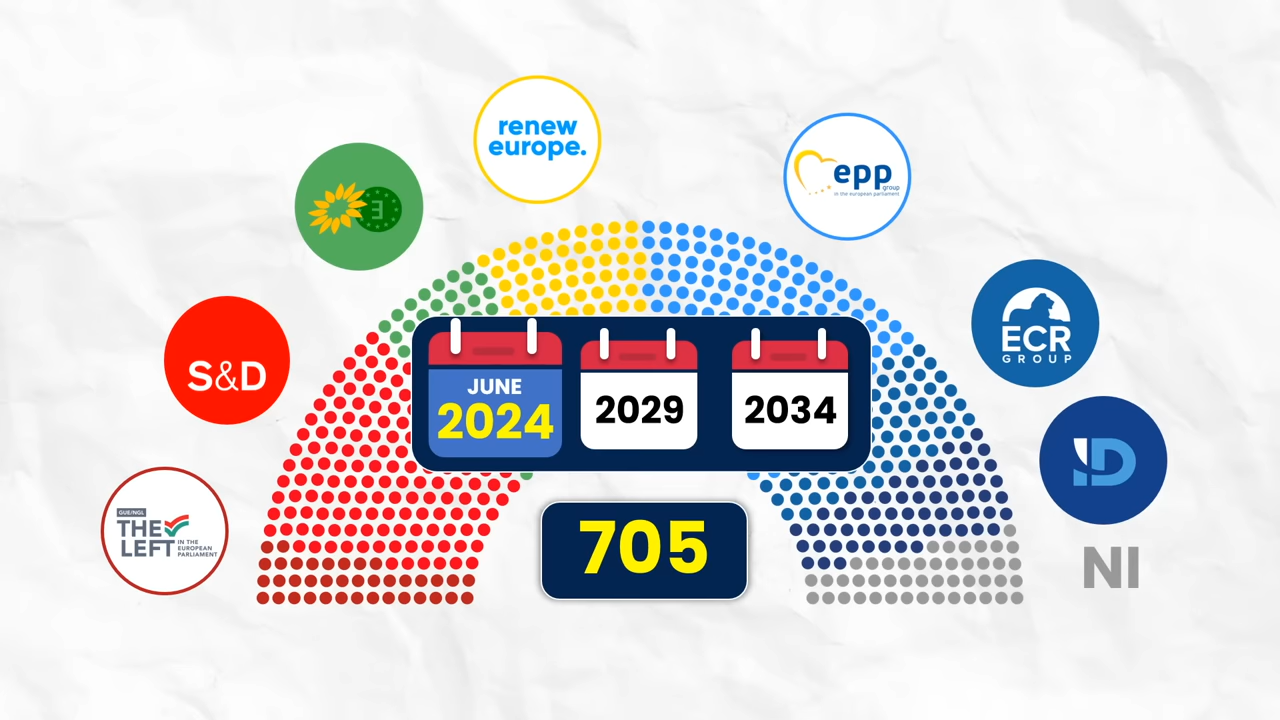 renew
europe.
epp
group
in the european parliament
S&D
ECR
GROUP
JUNE
2024
2029
2034
ID
GUE/NGL
THE
LEFT
IN THE
EUROPEAN
PARLIAMENT
705
NI